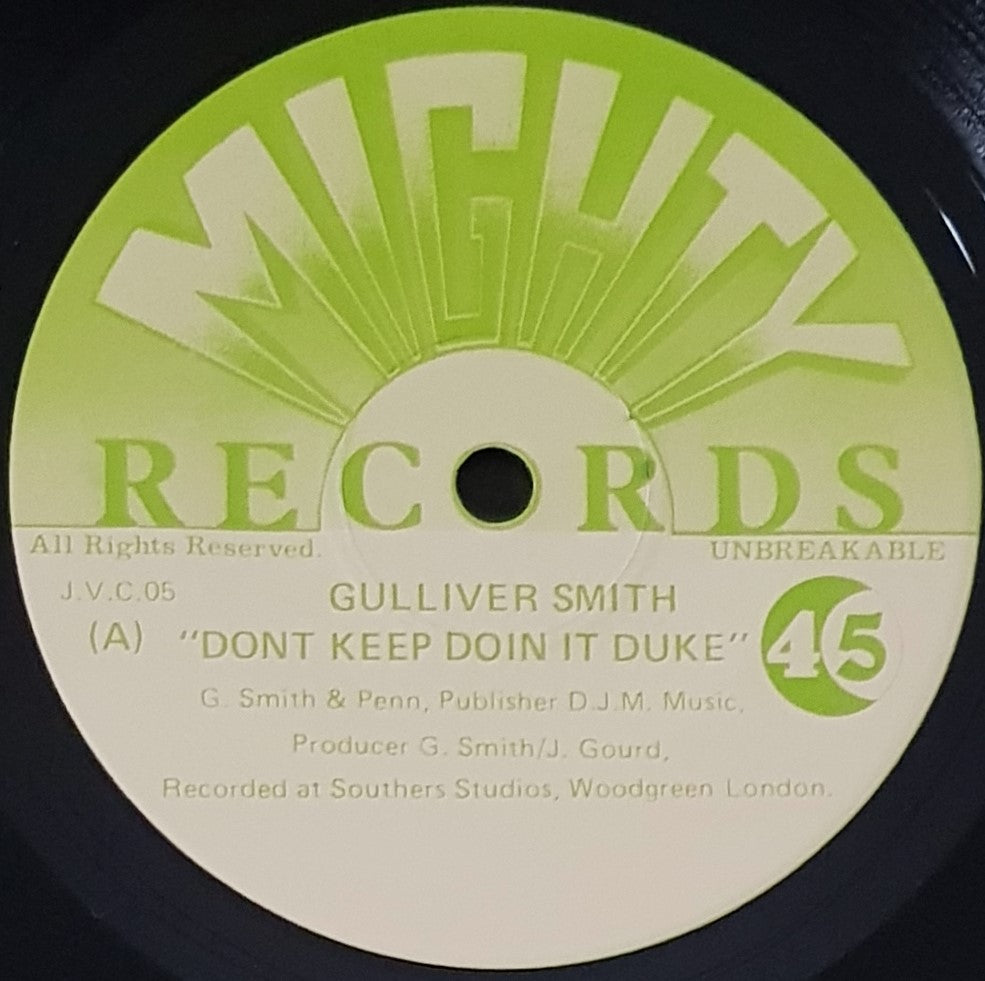 MIGHTY
RECORDS
All Rights Reserved. UNBREAKABLE
J.V.C.05 GULLIVER SMITH
(A) "DONT KEEP DOIN IT DUKE" 45
G. Smith & Penn, Publisher D.J.M. Music,
Producer G. Smith/J. Gourd,
Recorded at Southers Studios, Woodgreen London.